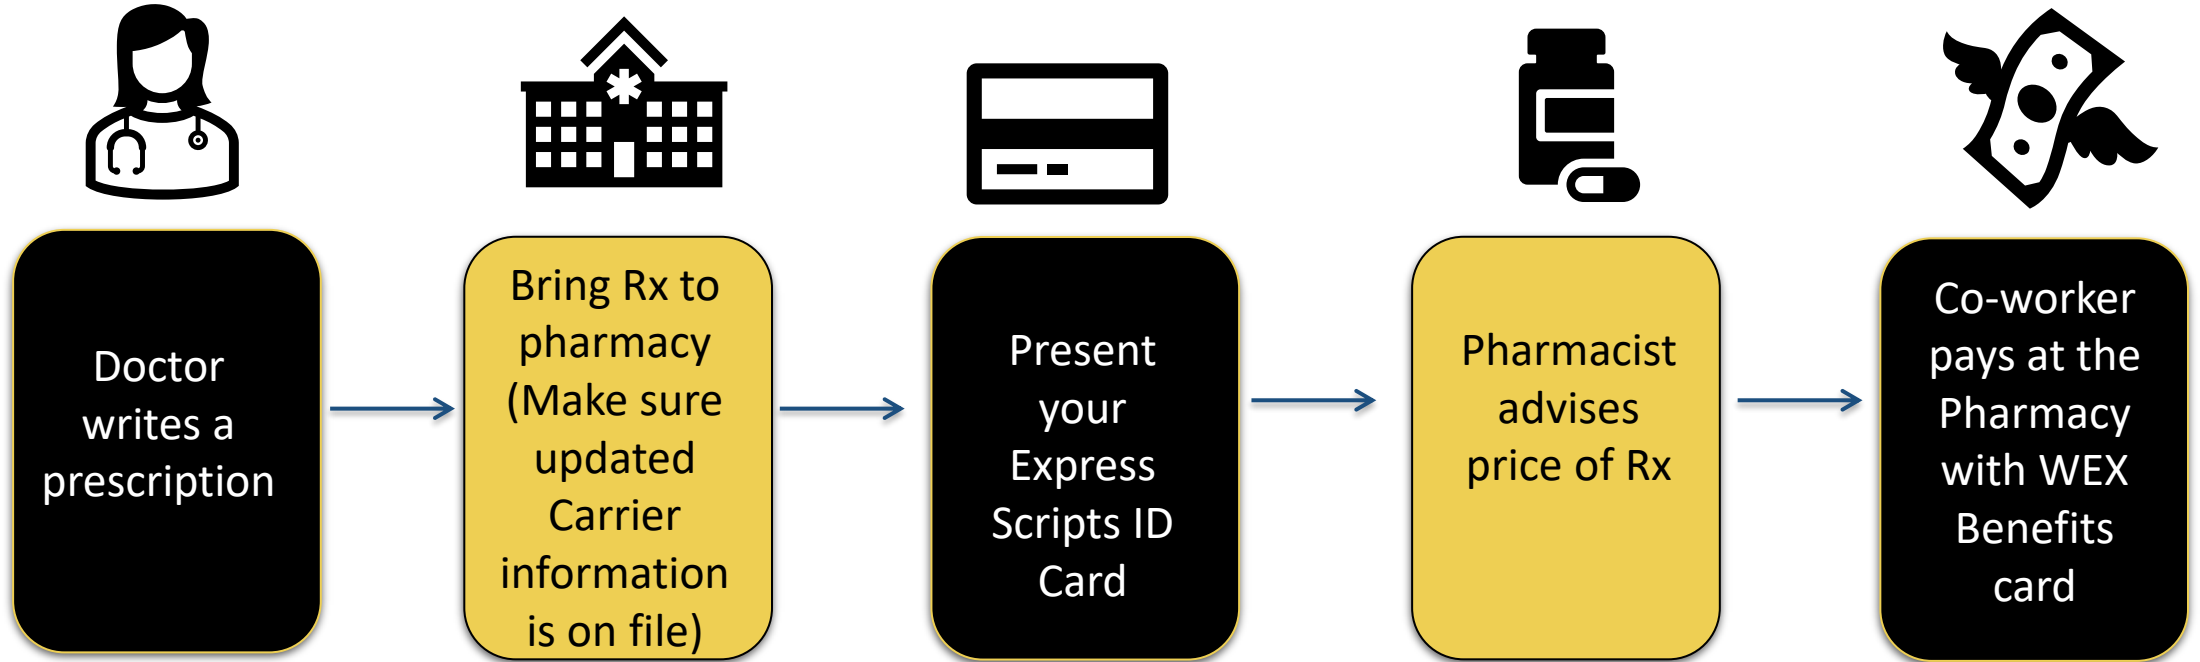 Doctor
writes a
prescription
Bring Rx to
pharmacy
(Make sure
updated
Carrier
information
is on file)
Present
your
Express
Scripts ID
Card
Pharmacist
advises
price of Rx
Co-worker
pays at the
Pharmacy
with WEX
Benefits
card